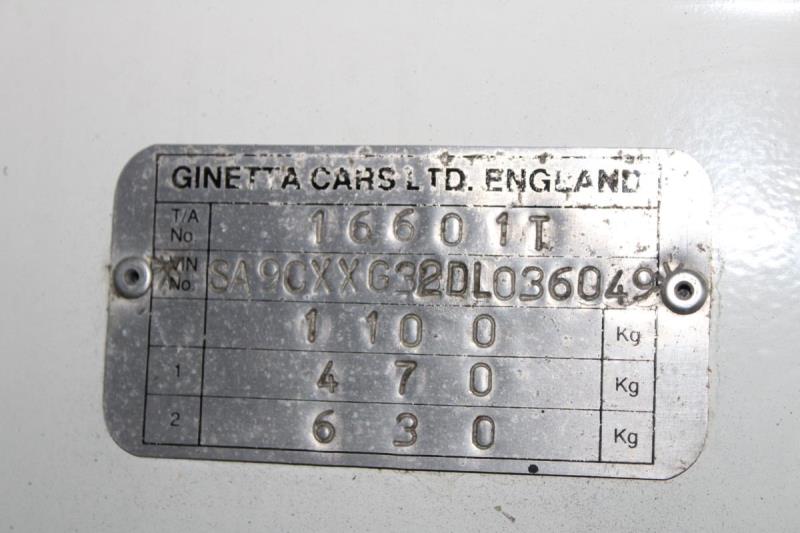 GINETTA CARS LTD. ENGLAND
T/A No. 16601T
VIN No. *SA9CXXG32DL036049*
1100 Kg
1 470 Kg
2 630 Kg